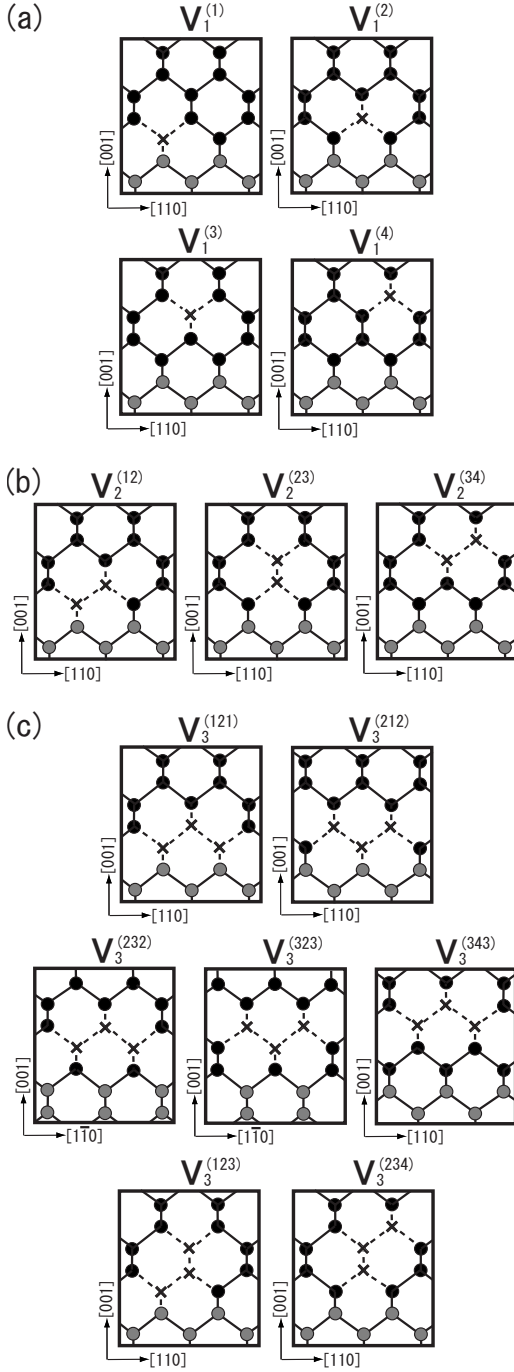 (a)
V₁⁽¹⁾ V₁⁽²⁾
[001] [001]
[110] [110]
V₁⁽³⁾ V₁⁽⁴⁾
[001] [001]
[110] [110]
(b)
V₂⁽¹²⁾ V₂⁽²³⁾ V₂⁽³⁴⁾
[001] [001] [001]
[110] [110] [110]
(c)
V₃⁽¹²¹⁾ V₃⁽²¹²⁾
[001] [001]
[110] [110]
V₃⁽²³²⁾ V₃⁽³²³⁾ V₃⁽³⁴³⁾
[001] [001] [001]
[11̅0] [11̅0] [110]
V₃⁽¹²³⁾ V₃⁽²³⁴⁾
[001] [001]
[110] [110]